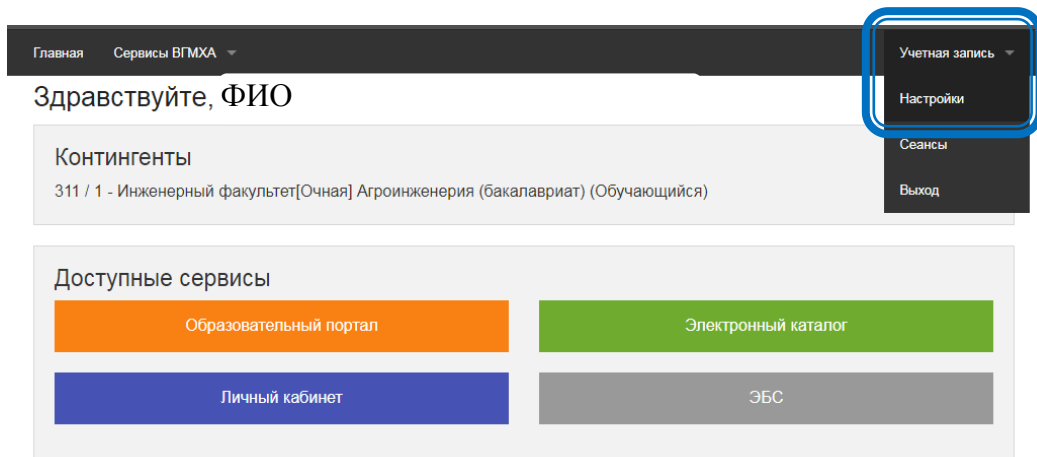 Главная Сервисы ВГМХА Учетная запись
Здравствуйте, ФИО
Настройки
Контингенты
Сеансы
311 / 1 - Инженерный факультет[Очная] Агроинженерия (бакалавриат) (Обучающийся)
Выход
Доступные сервисы
Образовательный портал
Электронный каталог
Личный кабинет
ЭБС